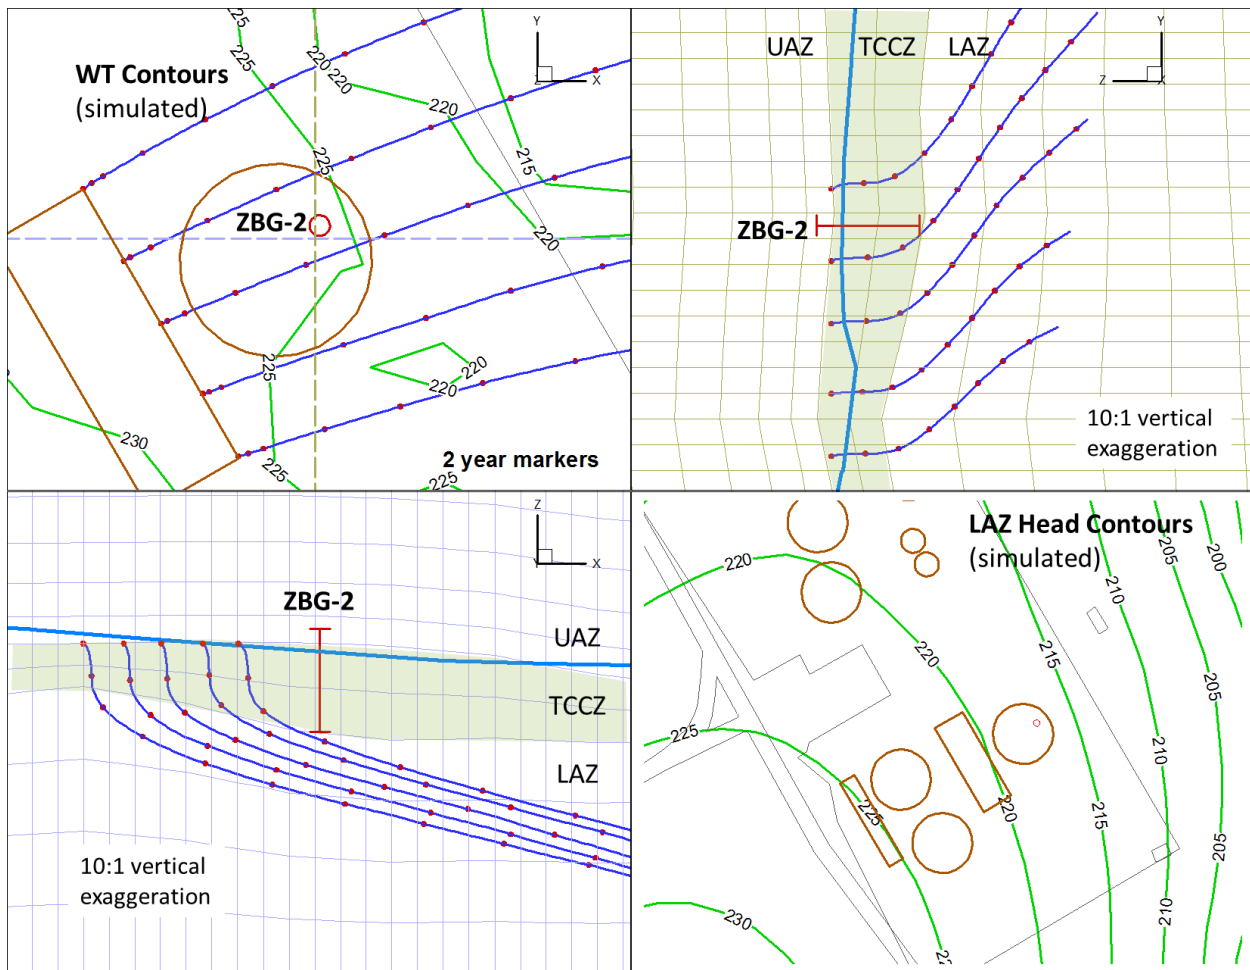 225
225
WT Contours
(simulated)
220
220
Y
Z
X
220
225
215
ZBG-2
220
225
220
220
230
225
225
2 year markers
UAZ
TCCZ
LAZ
Y
Z
X
ZBG-2
10:1 vertical
exaggeration
Z
Y
X
ZBG-2
UAZ
TCCZ
LAZ
10:1 vertical
exaggeration
LAZ Head Contours
(simulated)
205
200
220
210
220
215
205
225
210
225
220
215
205
230
210